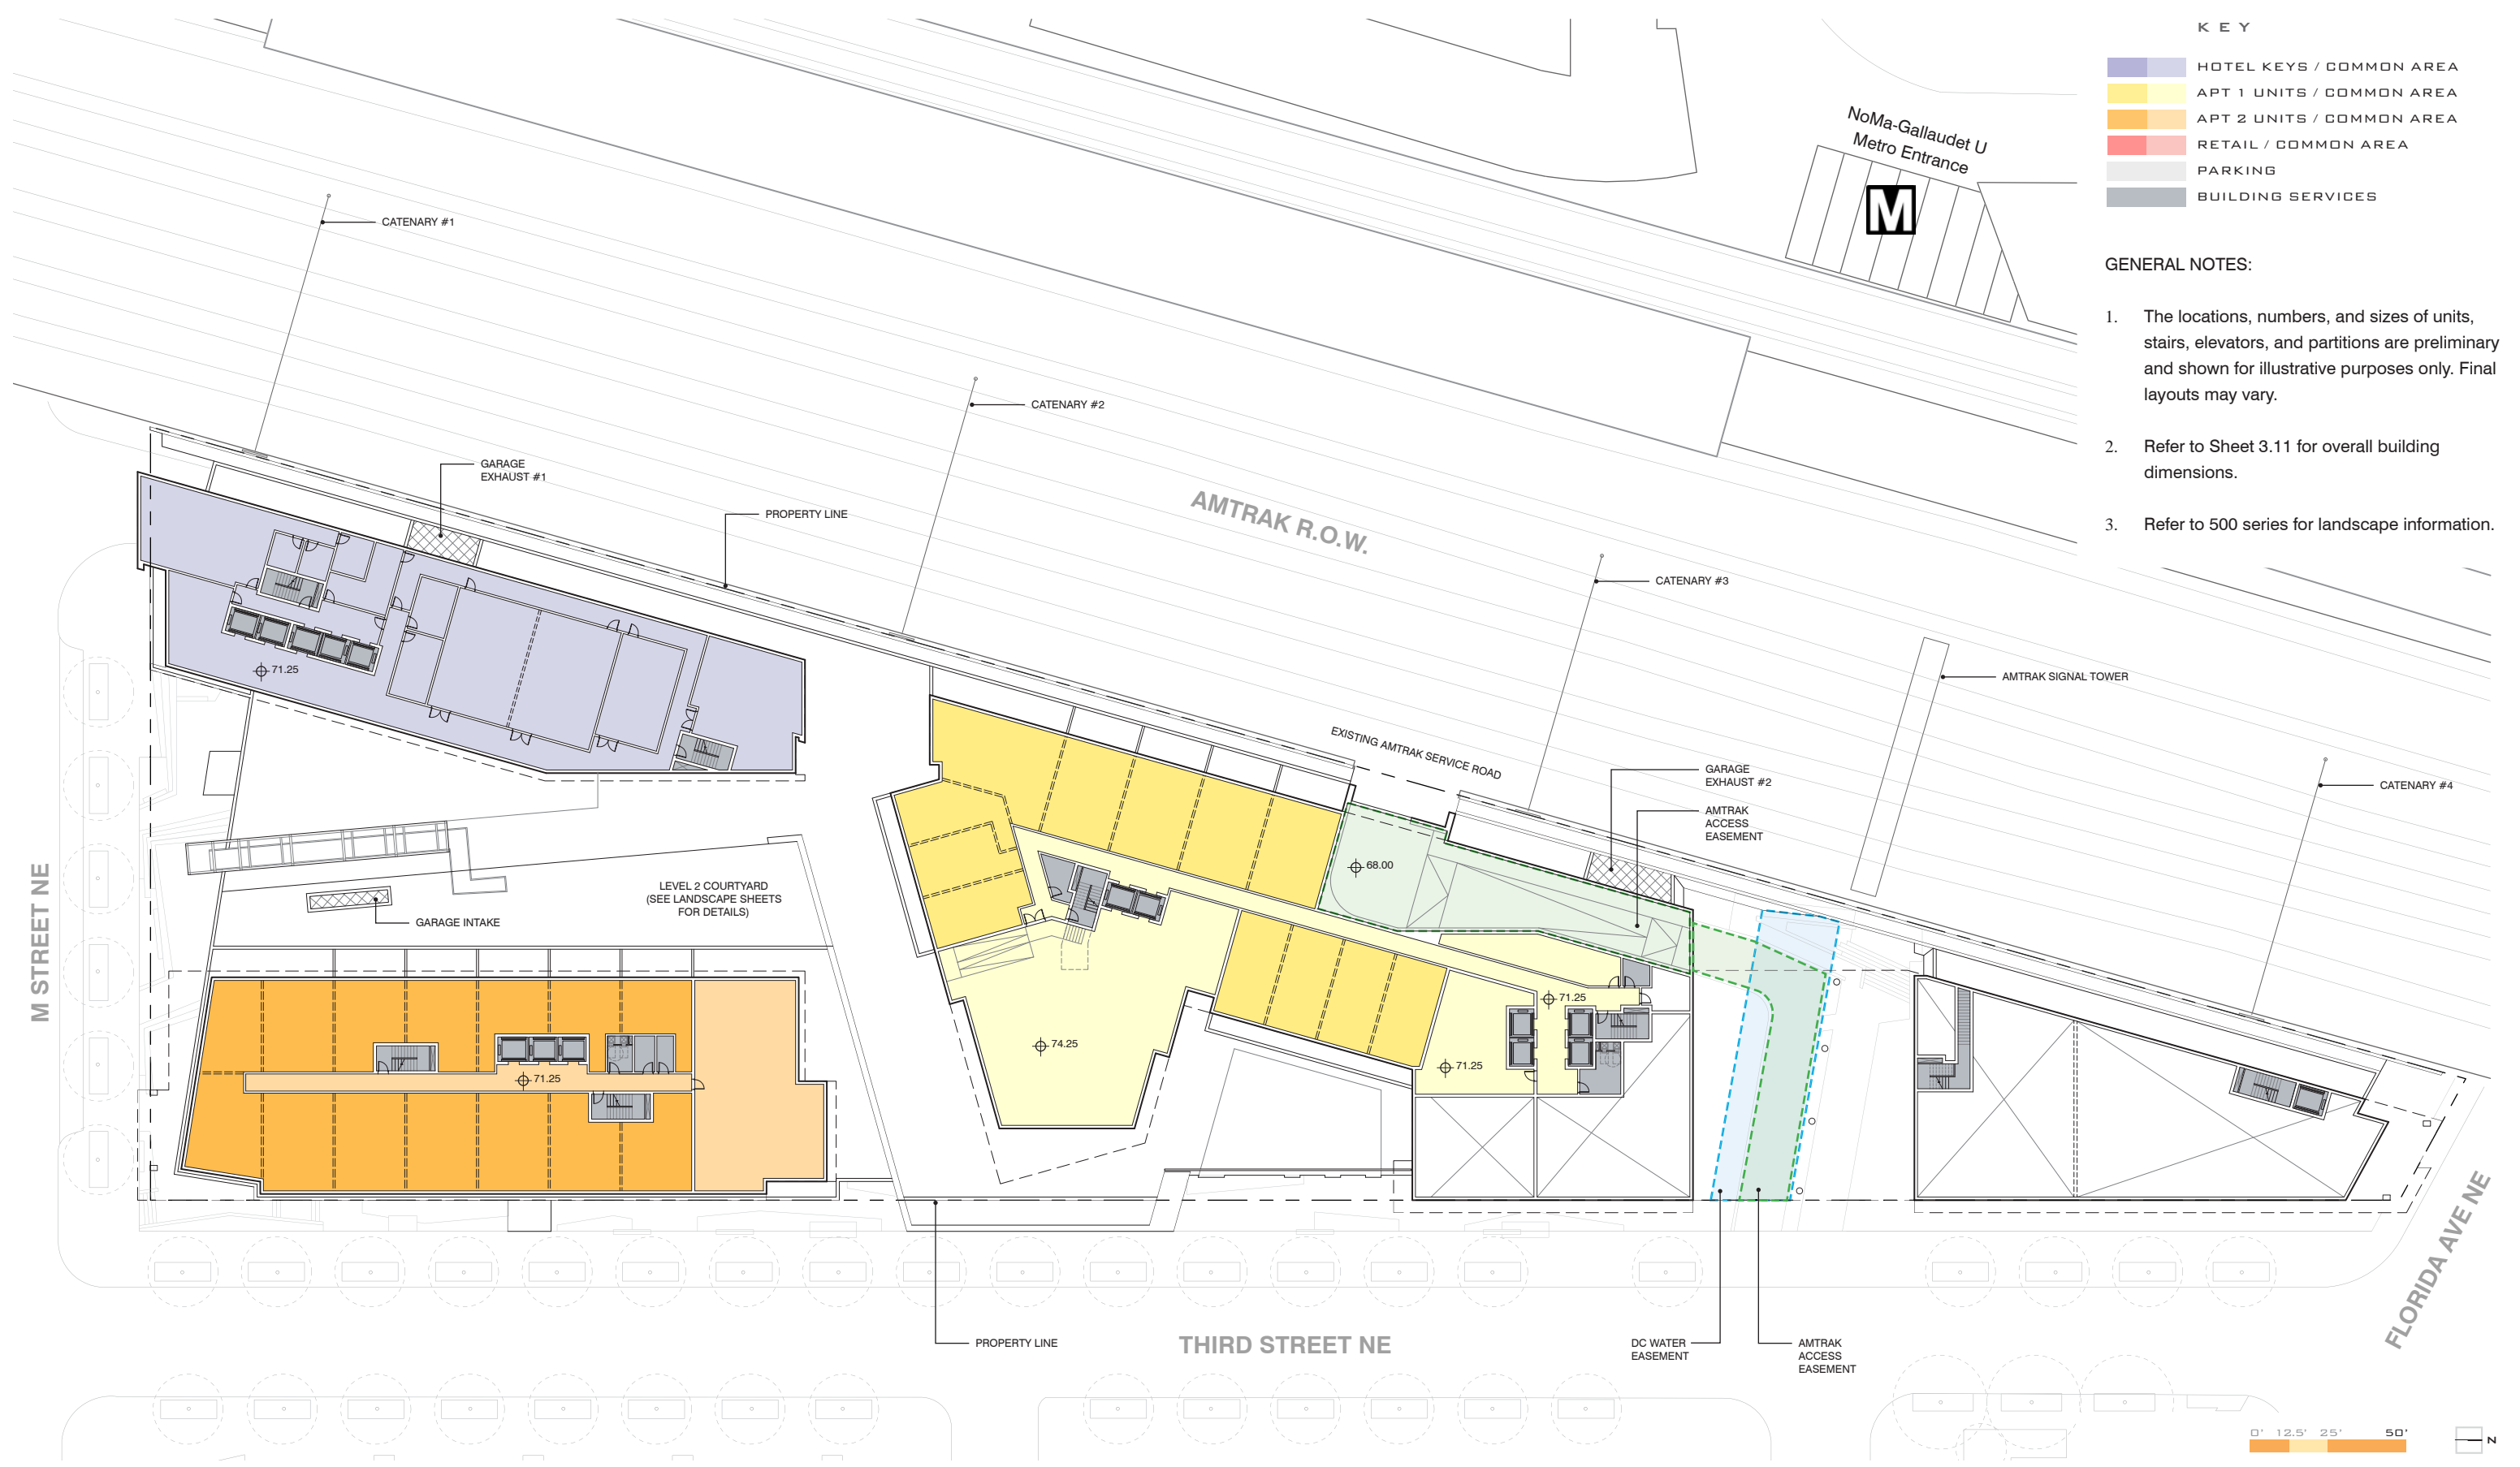 KEY
HOTEL KEYS / COMMON AREA
APT 1 UNITS / COMMON AREA
APT 2 UNITS / COMMON AREA
RETAIL / COMMON AREA
PARKING
BUILDING SERVICES
GENERAL NOTES:
1. The locations, numbers, and sizes of units,
stairs, elevators, and partitions are preliminary
and shown for illustrative purposes only. Final
layouts may vary.
2. Refer to Sheet 3.11 for overall building
dimensions.
3. Refer to 500 series for landscape information.
NoMa-Gallaudet U
Metro Entrance
M
CATENARY #1
CATENARY #2
GARAGE
EXHAUST #1
PROPERTY LINE
AMTRAK R.O.W.
CATENARY #3
AMTRAK SIGNAL TOWER
71.25
EXISTING AMTRAK SERVICE ROAD
GARAGE
EXHAUST #2
CATENARY #4
AMTRAK
ACCESS
EASEMENT
68.00
LEVEL 2 COURTYARD
(SEE LANDSCAPE SHEETS
FOR DETAILS)
GARAGE INTAKE
M STREET NE
71.25
74.25
71.25
71.25
PROPERTY LINE
THIRD STREET NE
DC WATER
EASEMENT
AMTRAK
ACCESS
EASEMENT
FLORIDA AVE NE
0' 12.5' 25' 50'
N